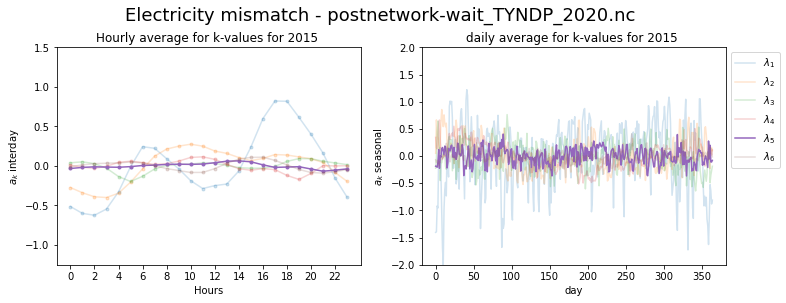 Electricity mismatch - postnetwork-wait_TYNDP_2020.nc
Hourly average for k-values for 2015
1.5
1.0
0.5
0.0
−0.5
−1.0
a_k interday
0 2 4 6 8 10 12 14 16 18 20 22
Hours
daily average for k-values for 2015
2.0
1.5
1.0
0.5
0.0
−0.5
−1.0
−1.5
−2.0
a_k seasonal
0 50 100 150 200 250 300 350
day
λ₁
λ₂
λ₃
λ₄
λ₅
λ₆